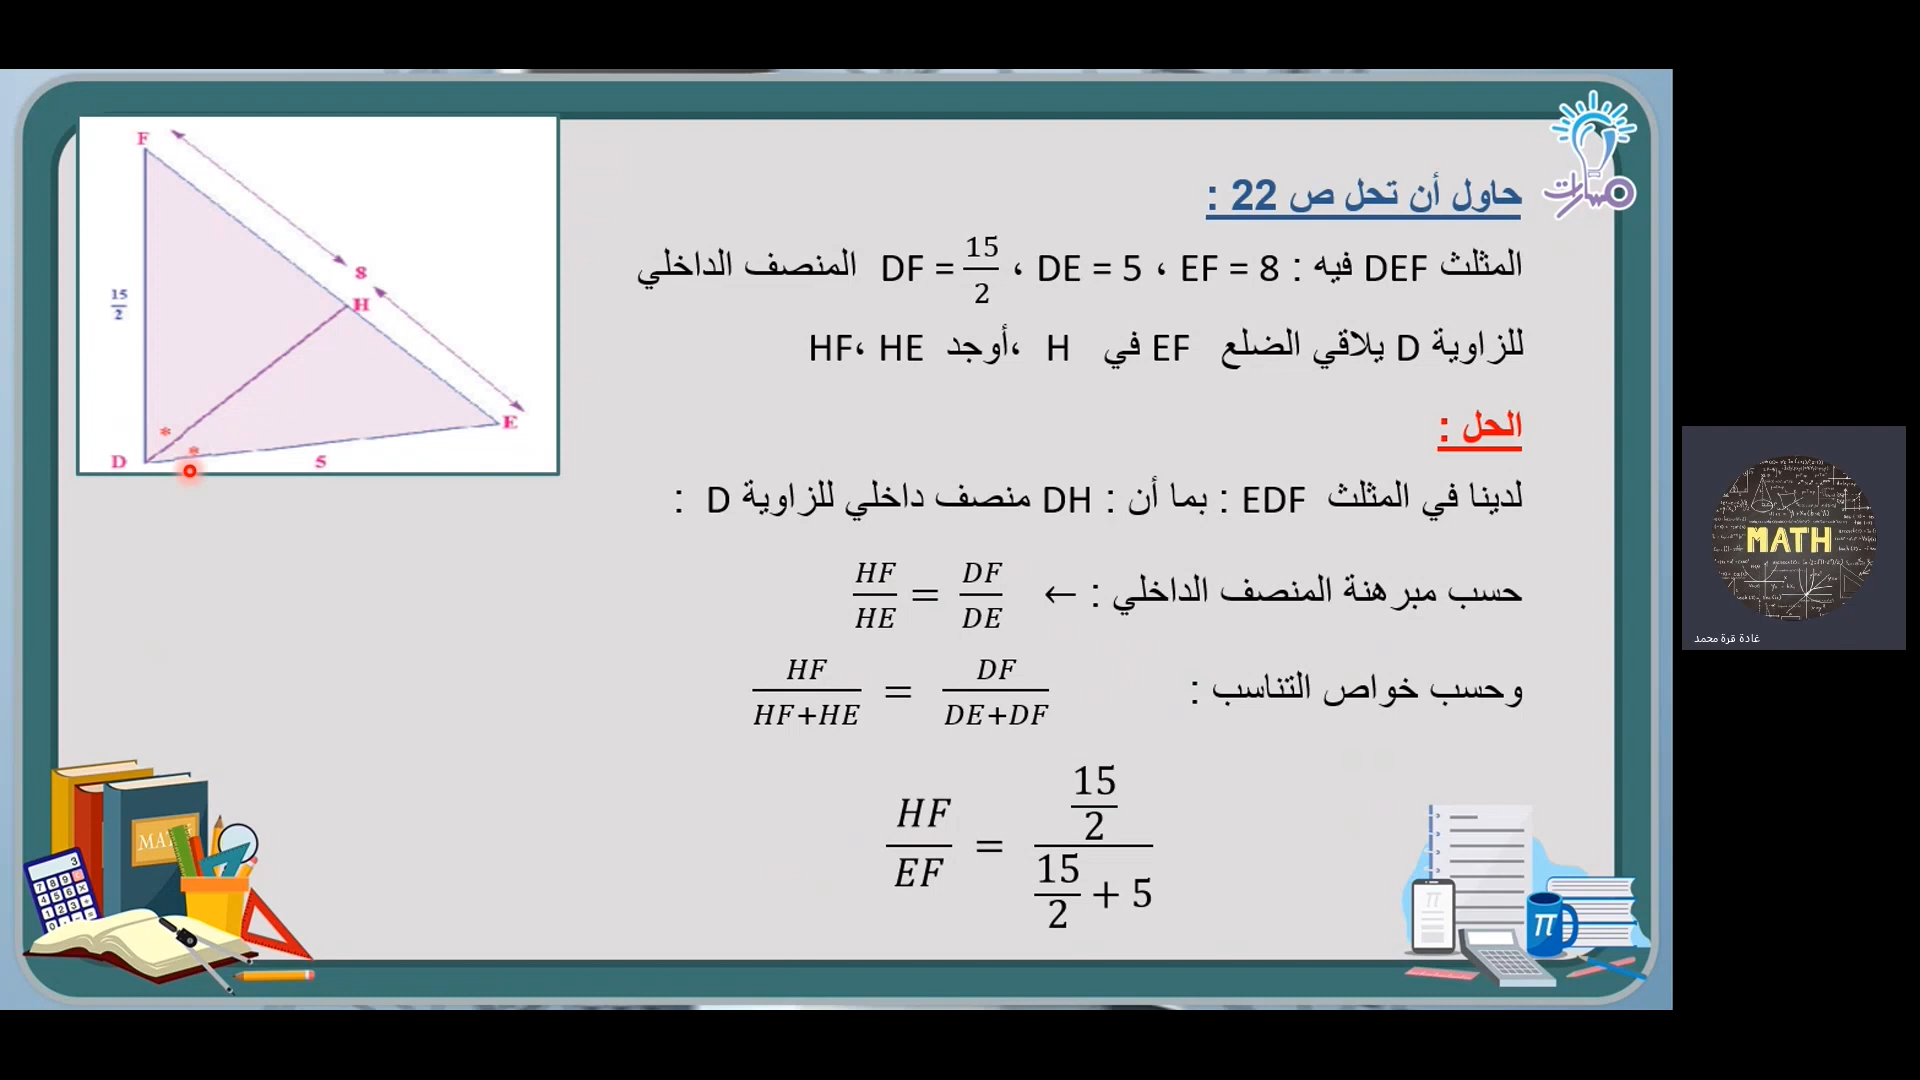 حاول أن تحل ص 22 :
المثلث DEF فيه : EF = 8 ، DE = 5 ، DF = 15/2 المنصف الداخلي
للزاوية D يلاقي الضلع EF في H ،أوجد HF، HE
الحل :
لدينا في المثلث EDF : بما أن : DH منصف داخلي للزاوية D :
حسب مبرهنة المنصف الداخلي : ← HF/HE = DF/DE
وحسب خواص التناسب : HF/(HF+HE) = DF/(DE+DF)
HF/EF = (15/2)/(15/2 + 5)
F
8
15/2
H
E
D
5
* *
مسارات
MATH
π
π
MATH
غادة قرة محمد